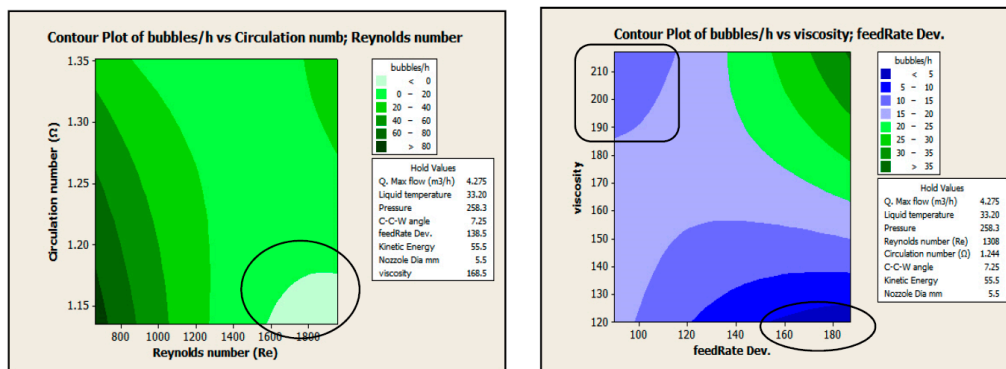 Contour Plot of bubbles/h vs Circulation numb; Reynolds number
1.35
1.30
1.25
1.20
1.15
Circulation number (Ω)
800 1000 1200 1400 1600 1800
Reynolds number (Re)
bubbles/h
< 0
0 – 20
20 – 40
40 – 60
60 – 80
> 80
Hold Values
Q. Max flow (m3/h) 4.275
Liquid temperature 33.20
Pressure 258.3
C-C-W angle 7.25
feedRate Dev. 138.5
Kinetic Energy 55.5
Nozzle Dia mm 5.5
viscosity 168.5
Contour Plot of bubbles/h vs viscosity; feedRate Dev.
210
200
190
180
170
160
150
140
130
120
viscosity
100 120 140 160 180
feedRate Dev.
bubbles/h
< 5
5 – 10
10 – 15
15 – 20
20 – 25
25 – 30
30 – 35
> 35
Hold Values
Q. Max flow (m3/h) 4.275
Liquid temperature 33.20
Pressure 258.3
Reynolds number (Re) 1308
Circulation number (Ω) 1.244
C-C-W angle 7.25
Kinetic Energy 55.5
Nozzle Dia mm 5.5